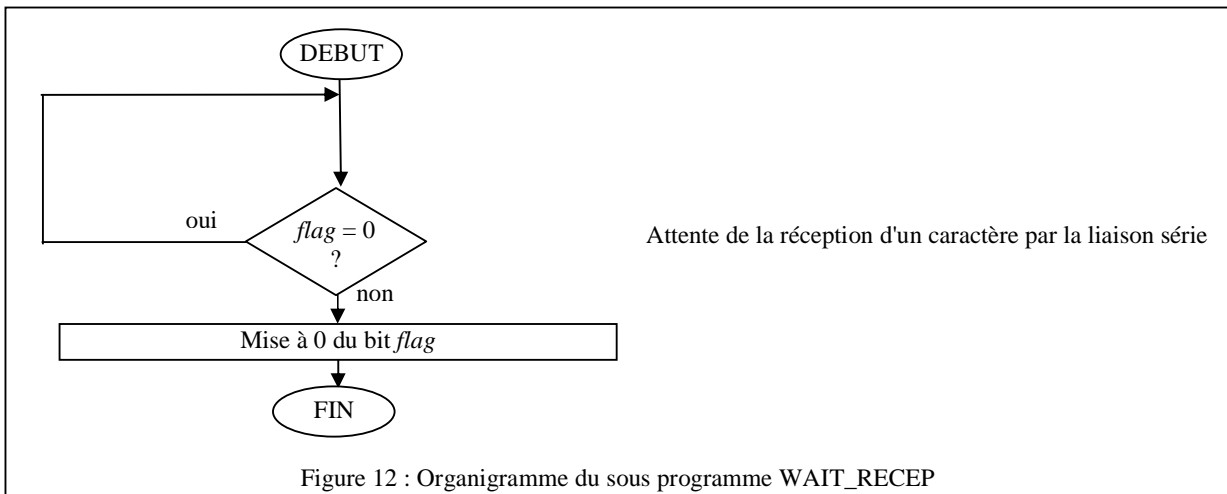 DEBUT
oui
flag = 0
?
Attente de la réception d'un caractère par la liaison série
non
Mise à 0 du bit flag
FIN
Figure 12 : Organigramme du sous programme WAIT_RECEP